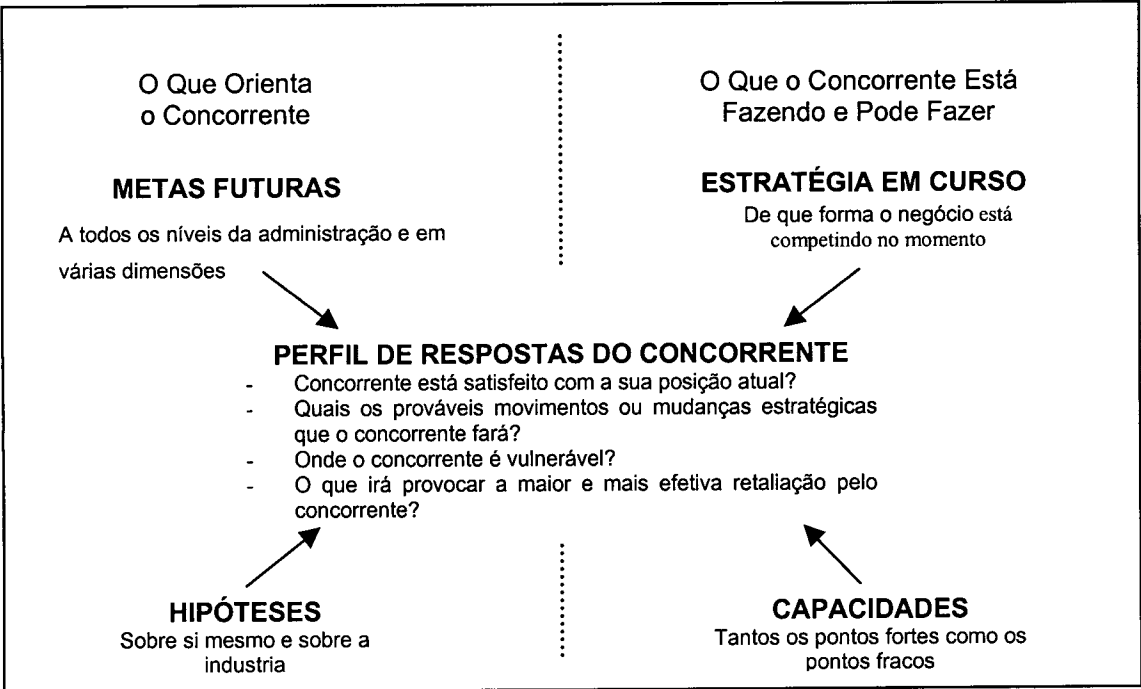 O Que Orienta
o Concorrente
O Que o Concorrente Está
Fazendo e Pode Fazer
METAS FUTURAS
A todos os níveis da administração e em
várias dimensões
ESTRATÉGIA EM CURSO
De que forma o negócio está
competindo no momento
PERFIL DE RESPOSTAS DO CONCORRENTE
- Concorrente está satisfeito com a sua posição atual?
- Quais os prováveis movimentos ou mudanças estratégicas
que o concorrente fará?
- Onde o concorrente é vulnerável?
- O que irá provocar a maior e mais efetiva retaliação pelo
concorrente?
HIPÓTESES
Sobre si mesmo e sobre a
industria
CAPACIDADES
Tantos os pontos fortes como os
pontos fracos